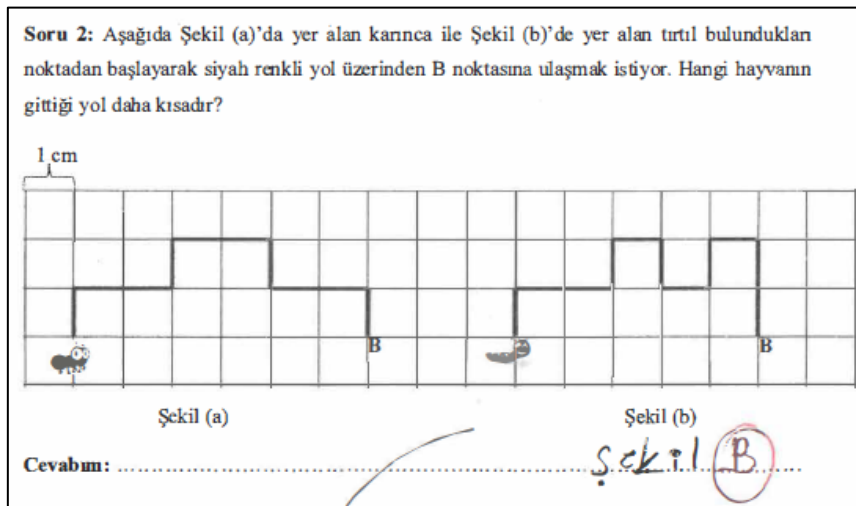 Soru 2: Aşağıda Şekil (a)'da yer alan karınca ile Şekil (b)'de yer alan tırtıl bulundukları
noktadan başlayarak siyah renkli yol üzerinden B noktasına ulaşmak istiyor. Hangi hayvanın
gittiği yol daha kısadır?
1 cm
B B
Şekil (a) Şekil (b)
Cevabım: ........................................................................ Şekil B